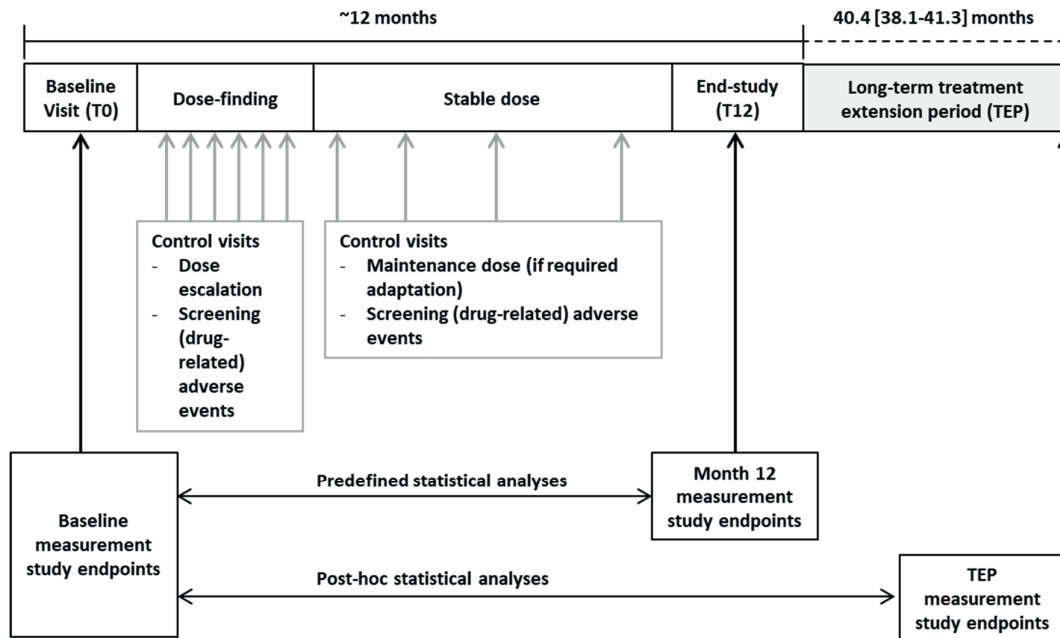 ~12 months
40.4 [38.1-41.3] months
Baseline
Visit (T0)
Dose-finding
Stable dose
End-study
(T12)
Long-term treatment
extension period (TEP)
Control visits
- Dose
escalation
- Screening
(drug-
related)
adverse
events
Control visits
- Maintenance dose (if required
adaptation)
- Screening (drug-related) adverse
events
Baseline
measurement
study endpoints
Predefined statistical analyses
Month 12
measurement
study endpoints
Post-hoc statistical analyses
TEP
measurement
study endpoints